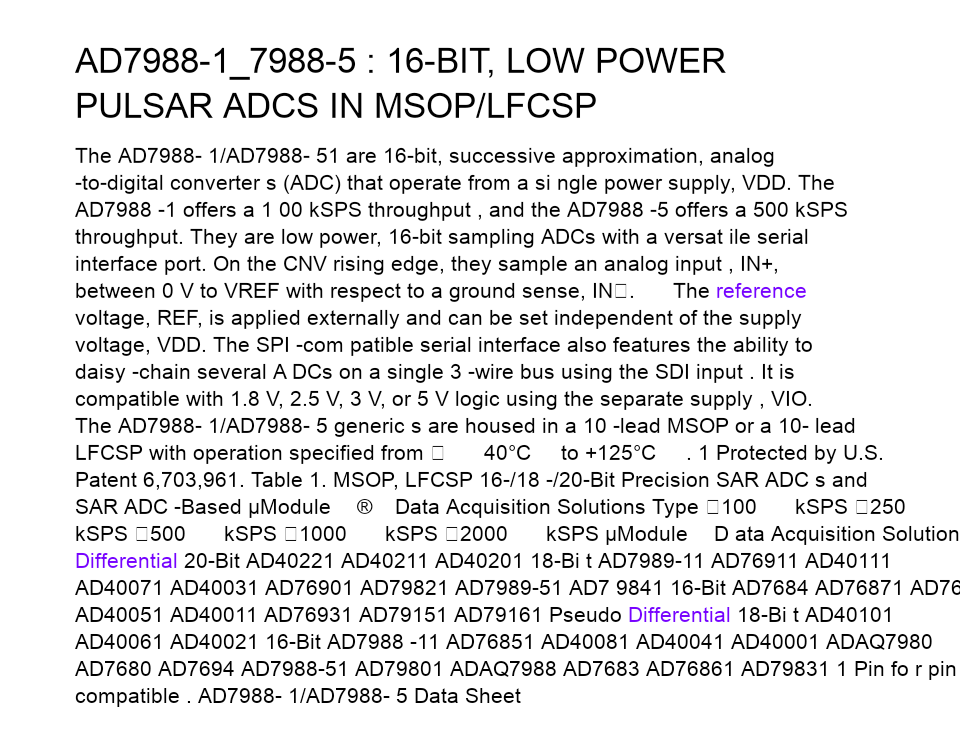 AD7988-1_7988-5 : 16-BIT, LOW POWER
PULSAR ADCS IN MSOP/LFCSP
The AD7988- 1/AD7988- 51 are 16-bit, successive approximation, analog
-to-digital converter s (ADC) that operate from a si ngle power supply, VDD. The
AD7988 -1 offers a 1 00 kSPS throughput , and the AD7988 -5 offers a 500 kSPS
throughput. They are low power, 16-bit sampling ADCs with a versat ile serial
interface port. On the CNV rising edge, they sample an analog input , IN+,
between 0 V to VREF with respect to a ground sense, IN□. The reference
voltage, REF, is applied externally and can be set independent of the supply
voltage, VDD. The SPI -com patible serial interface also features the ability to
daisy -chain several A DCs on a single 3 -wire bus using the SDI input . It is
compatible with 1.8 V, 2.5 V, 3 V, or 5 V logic using the separate supply , VIO.
The AD7988- 1/AD7988- 5 generic s are housed in a 10 -lead MSOP or a 10- lead
LFCSP with operation specified from □ 40°C to +125°C . 1 Protected by U.S.
Patent 6,703,961. Table 1. MSOP, LFCSP 16-/18 -/20-Bit Precision SAR ADC s and
SAR ADC -Based µModule ® Data Acquisition Solutions Type □100 kSPS □250
kSPS □500 kSPS □1000 kSPS □2000 kSPS µModule D ata Acquisition Solution
Differential 20-Bit AD40221 AD40211 AD40201 18-Bi t AD7989-11 AD76911 AD40111
AD40071 AD40031 AD76901 AD79821 AD7989-51 AD7 9841 16-Bit AD7684 AD76871 AD76
AD40051 AD40011 AD76931 AD79151 AD79161 Pseudo Differential 18-Bi t AD40101
AD40061 AD40021 16-Bit AD7988 -11 AD76851 AD40081 AD40041 AD40001 ADAQ7980
AD7680 AD7694 AD7988-51 AD79801 ADAQ7988 AD7683 AD76861 AD79831 1 Pin fo r pin
compatible . AD7988- 1/AD7988- 5 Data Sheet